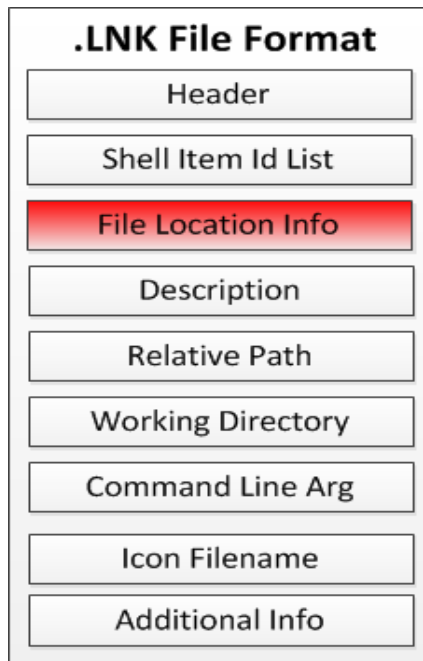 .LNK File Format
Header
Shell Item Id List
File Location Info
Description
Relative Path
Working Directory
Command Line Arg
Icon Filename
Additional Info